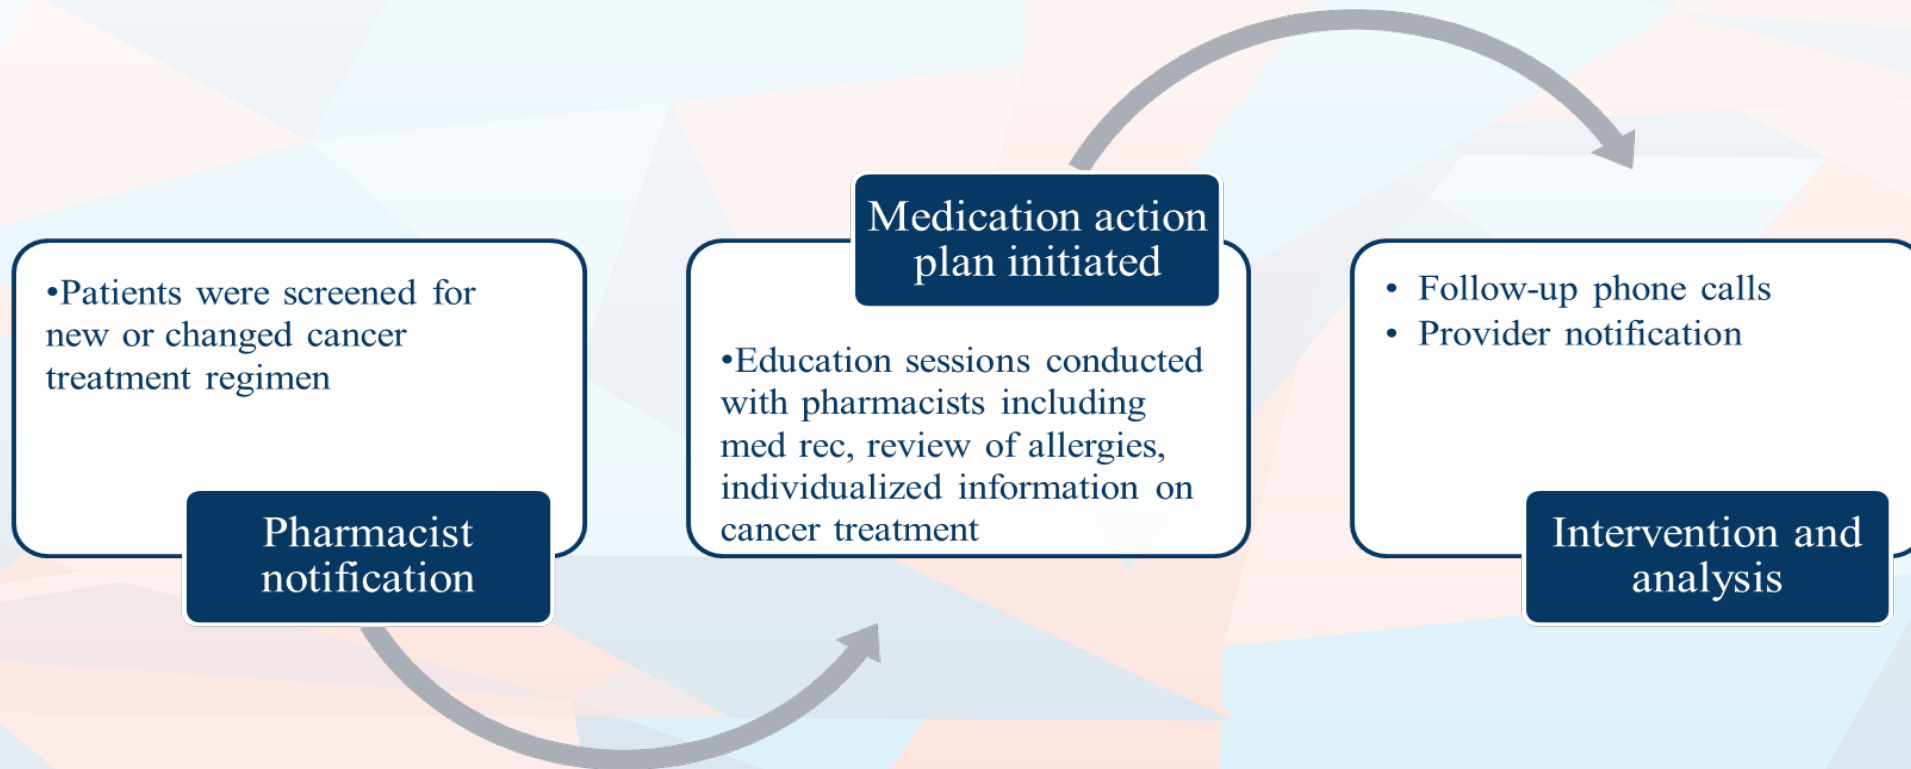 •Patients were screened for
new or changed cancer
treatment regimen
Pharmacist
notification
Medication action
plan initiated
•Education sessions conducted
with pharmacists including
med rec, review of allergies,
individualized information on
cancer treatment
• Follow-up phone calls
• Provider notification
Intervention and
analysis